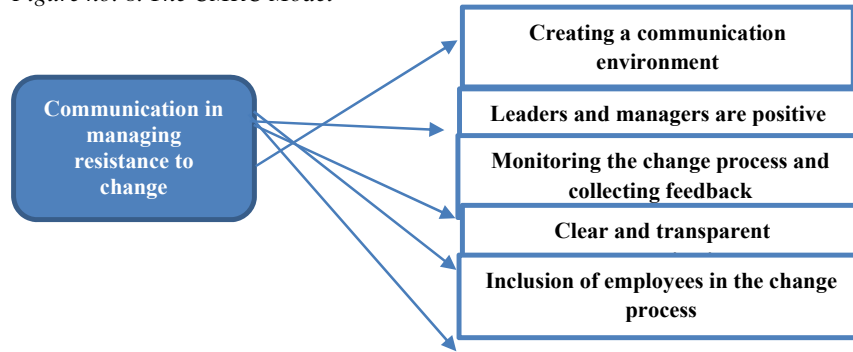 Communication in
managing
resistance to
change
Creating a communication
environment
Leaders and managers are positive
Monitoring the change process and
collecting feedback
Clear and transparent
Inclusion of employees in the change
process